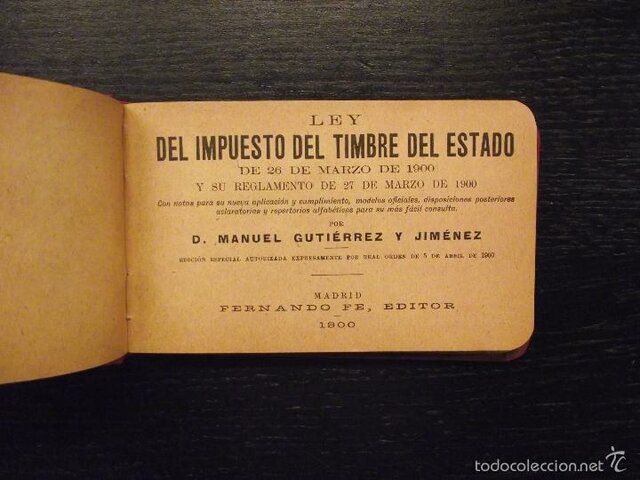 LEY
DEL IMPUESTO DEL TIMBRE DEL ESTADO
DE 26 DE MARZO DE 1900
Y SU REGLAMENTO DE 27 DE MARZO DE 1900
Con notas para su nueva aplicación y cumplimiento, modelos oficiales, disposiciones posteriores
aclaratorias y repertorios alfabéticos para su más fácil consulta.
POR
D. MANUEL GUTIÉRREZ Y JIMÉNEZ
EDICIÓN ESPECIAL AUTORIZADA EXPRESAMENTE POR REAL ORDEN DE 5 DE ABRIL DE 1900
MADRID
FERNANDO FE, EDITOR
1900
todocoleccion.net